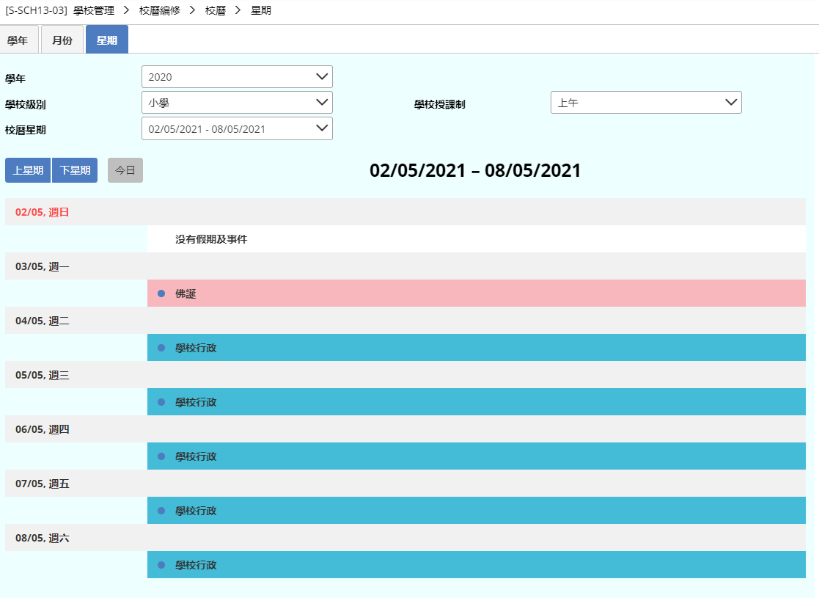 [S-SCH13-03] 學校管理 > 校曆編修 > 校曆 > 星期
學年 月份 星期
學年 2020
學校級別 小學 學校授課制 上午
校曆星期 02/05/2021 - 08/05/2021
上星期 下星期 今日 02/05/2021 – 08/05/2021
02/05, 週日
没有假期及事件
03/05, 週一
佛誕
04/05, 週二
學校行政
05/05, 週三
學校行政
06/05, 週四
學校行政
07/05, 週五
學校行政
08/05, 週六
學校行政